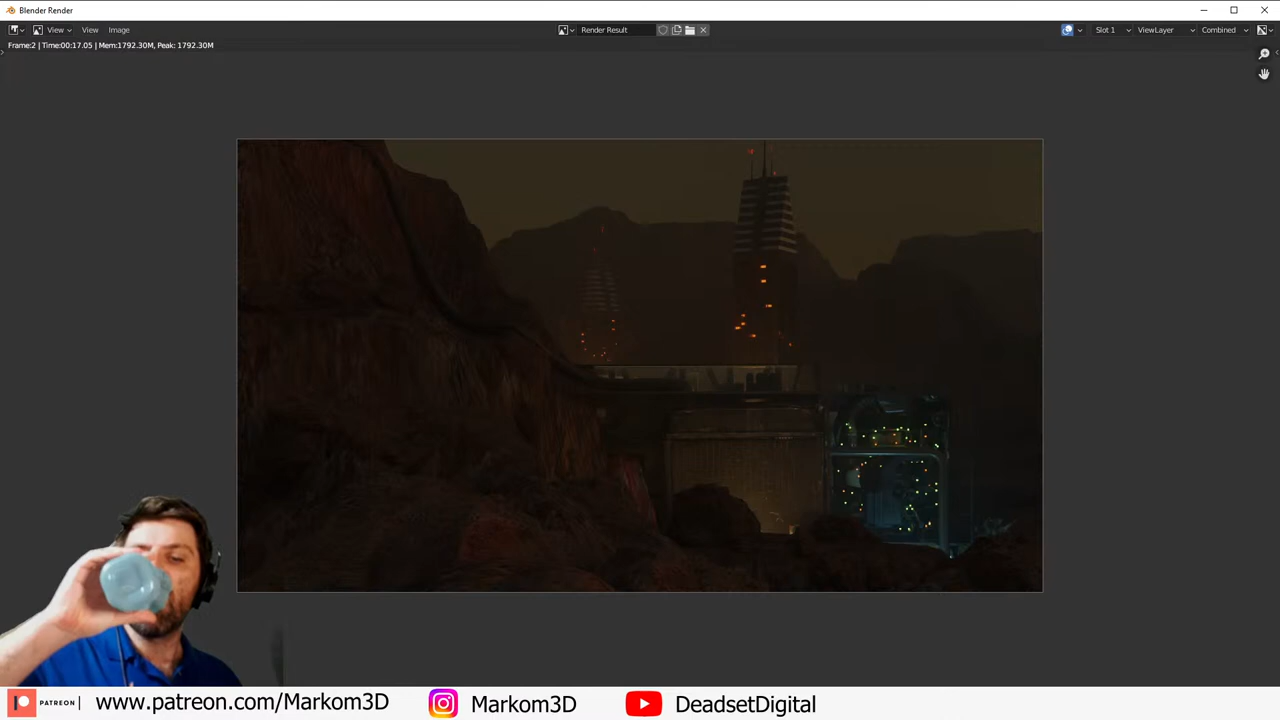 Blender Render
View View Image Render Result Slot 1 ViewLayer Combined
Frame:2 | Time:00:17.05 | Mem:1792.30M, Peak: 1792.30M
PATREON www.patreon.com/Markom3D Markom3D DeadsetDigital